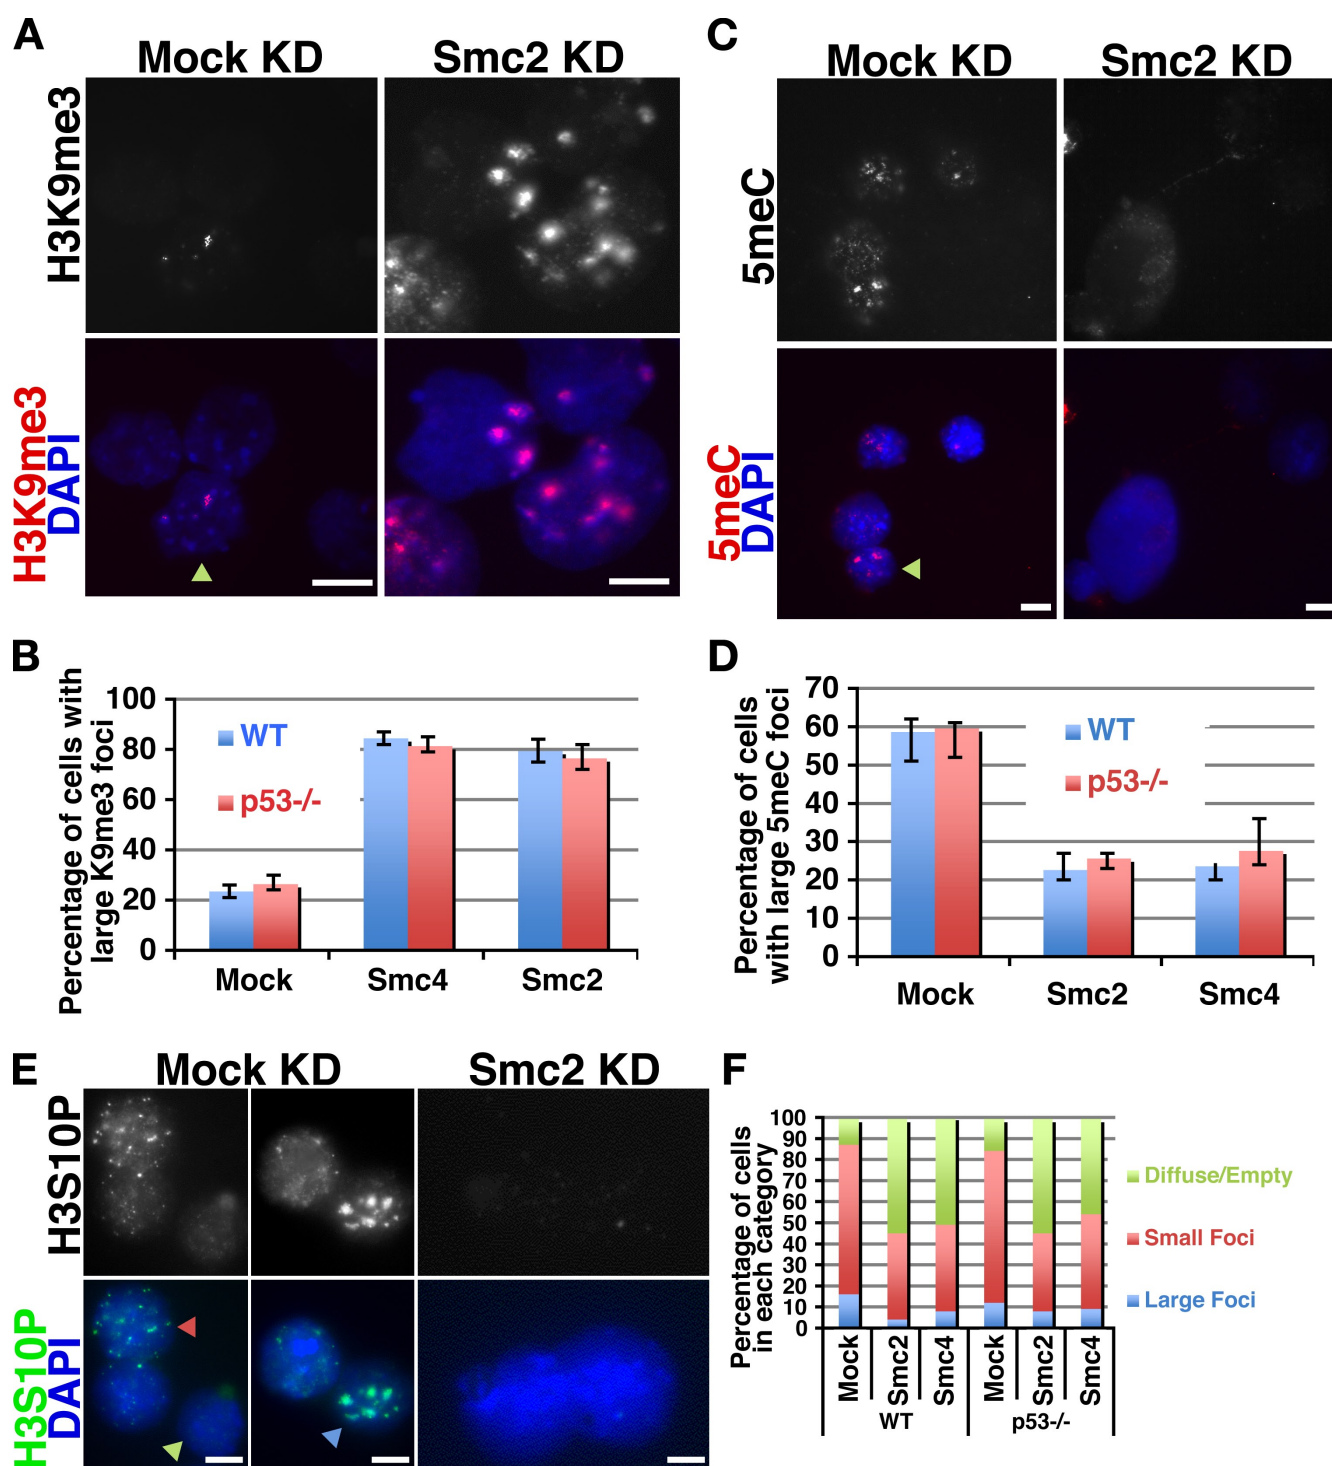 A
Mock KD
Smc2 KD
H3K9me3
H3K9me3
DAPI
C
Mock KD
Smc2 KD
5meC
5meC
DAPI
B
Percentage of cells with
large K9me3 foci
100
80
60
40
20
0
WT
p53-/-
Mock
Smc4
Smc2
D
Percentage of cells
with large 5meC foci
70
60
50
40
30
20
10
0
WT
p53-/-
Mock
Smc2
Smc4
E
Mock KD
Smc2 KD
H3S10P
H3S10P
DAPI
F
Percentage of cells
in each category
100
90
80
70
60
50
40
30
20
10
0
Mock
Smc2
Smc4
Mock
Smc2
Smc4
WT
p53-/-
Diffuse/Empty
Small Foci
Large Foci